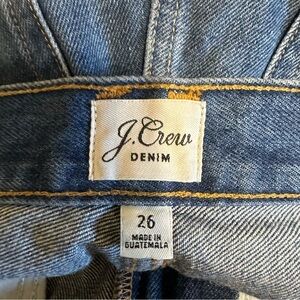 J.Crew
DENIM
26
MADE IN
GUATEMALA